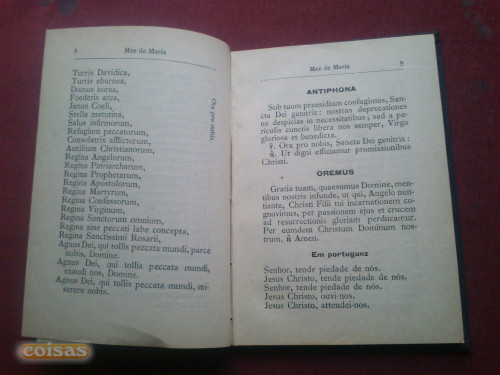 8 Mez de Maria
Turris Davidica,
Turris eburnea,
Domus aurea,
Foederis arca,
Janua Coeli,
Stella matutina,
Salus infirmorum,
Refugium peccatorum,
Consolatrix afflictorum,
Auxilium Christianorum,
Regina Angelorum,
Regina Patriarcharum,
Regina Prophetarum,
Regina Apostolorum,
Regina Martyrum,
Regina Confessorum,
Regina Virginum,
Regina Sanctorum omnium,
Regina sine peccati labe concepta,
Regina Sanctissimi Rosarii,
Agnus Dei, qui tollis peccata mundi, parce
nobis, Domine.
Agnus Dei, qui tollis peccata mundi,
exaudi nos, Domine.
Agnus Dei, qui tollis peccata mundi, mi-
serere nobis.
Ora pro nobis.
Mez de Maria 9
ANTIPHONA
Sub tuum praesidium confugimus, Sanc-
ta Dei genitrix : nostras deprecationes
ne despicias in necessitatibus ; sed a pe-
riculis cunctis libera nos semper, Virgo
gloriosa et benedicta.
℣. Ora pro nobis, Sancta Dei genitrix :
℟. Ut digni efficiamur promissionibus
Christi.
OREMUS
Gratia tuam, quaesumus Domine, men-
tibus nostris infunde, ut qui, Angelo nun-
tiante, Christi Filii tui incarnationem co-
gnovimus, per passionem ejus et crucem
ad resurrectionis gloriam perducamur.
Per eumdem Christum Dominum nos-
trum. ℟ Amen.
Em portuguez
Senhor, tende piedade de nós.
Jesus Christo, tende piedade de nós.
Senhor, tende piedade de nós.
Jesus Christo, ouvi-nos.
Jesus Christo, attendei-nos.
coisas